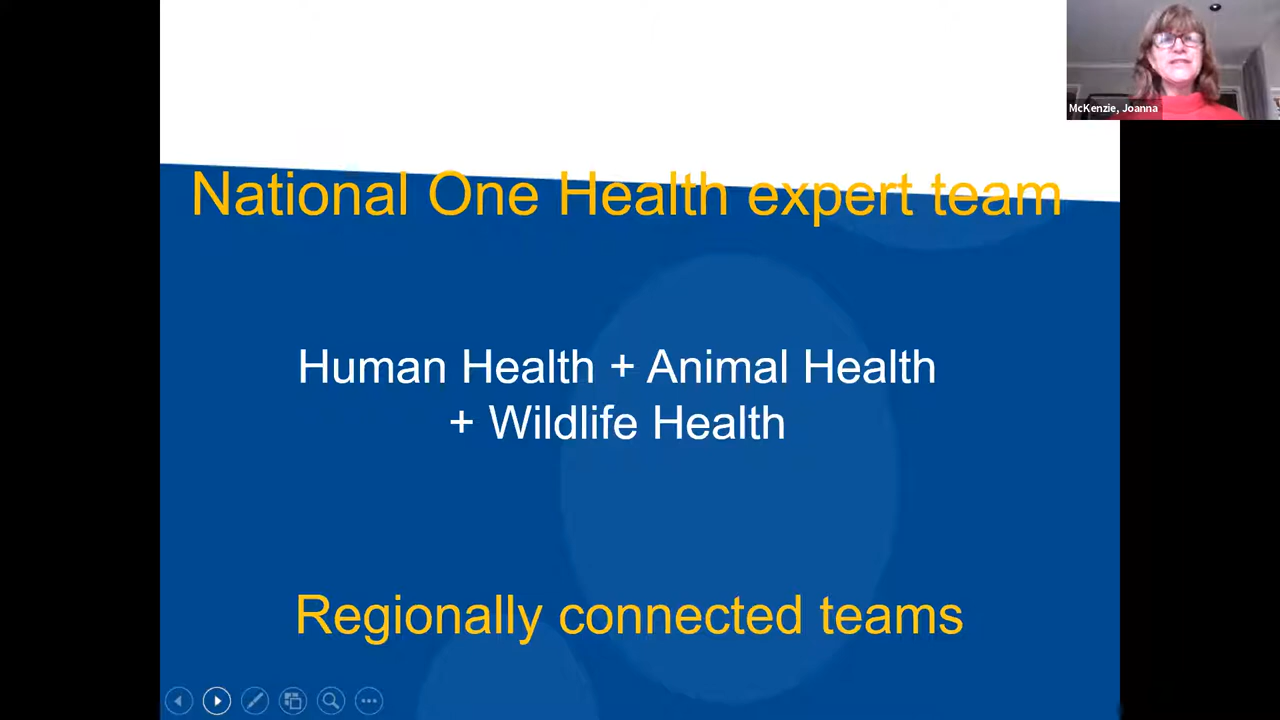 McKenzie, Joanna
National One Health expert team
Human Health + Animal Health
+ Wildlife Health
Regionally connected teams